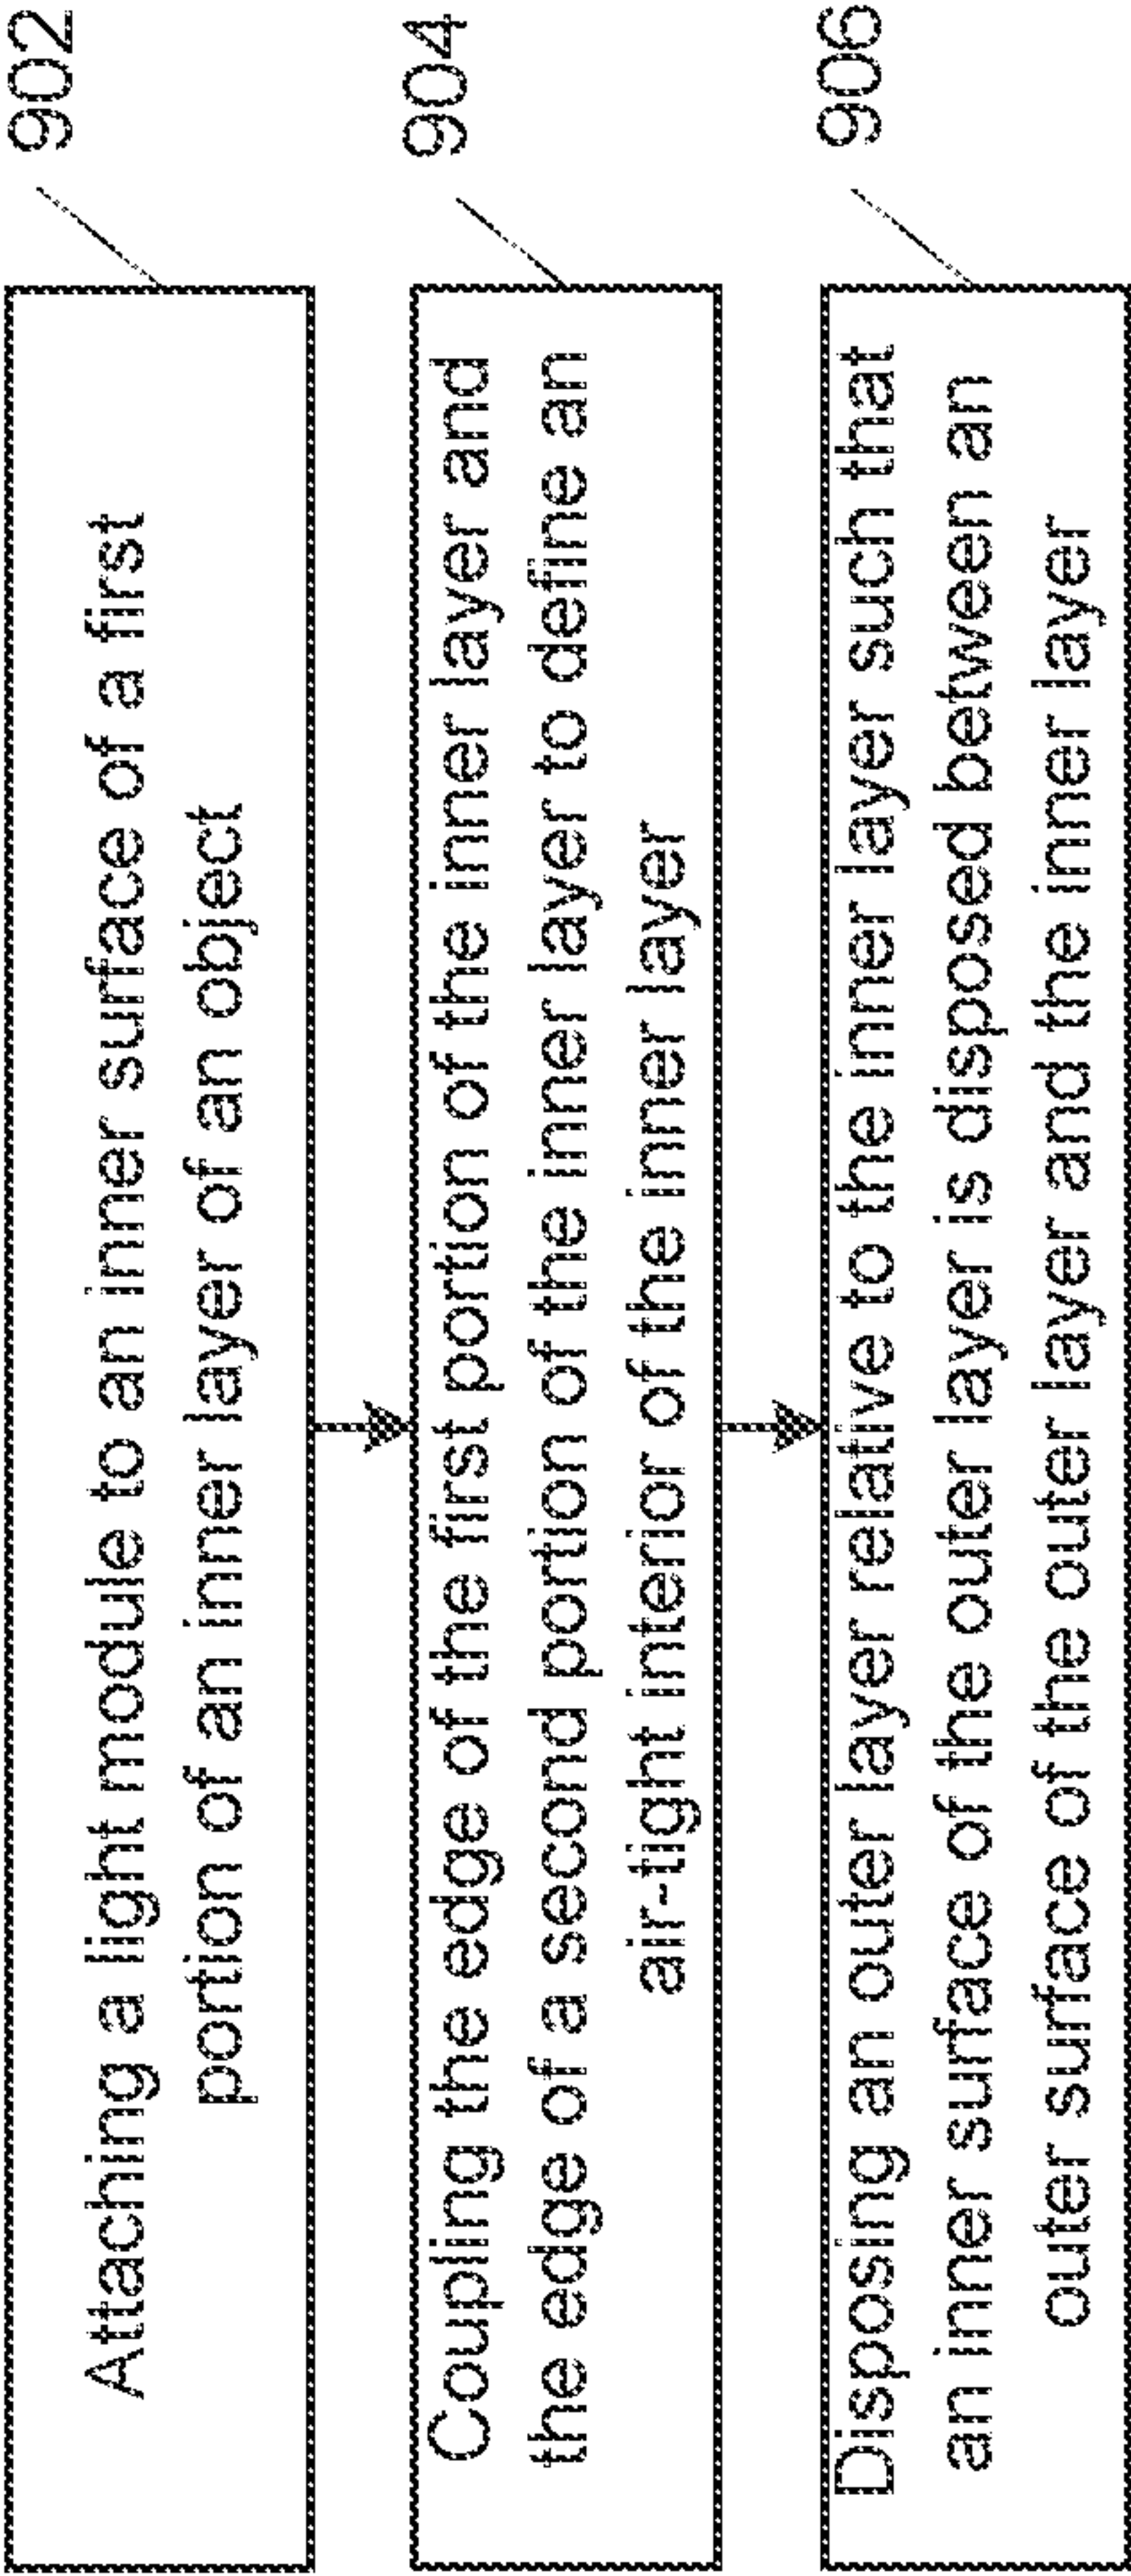 Attaching a light module to an inner surface of a first
portion of an inner layer of an object
902
Coupling the edge of the first portion of the inner layer and
the edge of a second portion of the inner layer to define an
air-tight interior of the inner layer
904
Disposing an outer layer relative to the inner layer such that
an inner surface of the outer layer is disposed between an
outer surface of the outer layer and the inner layer
906